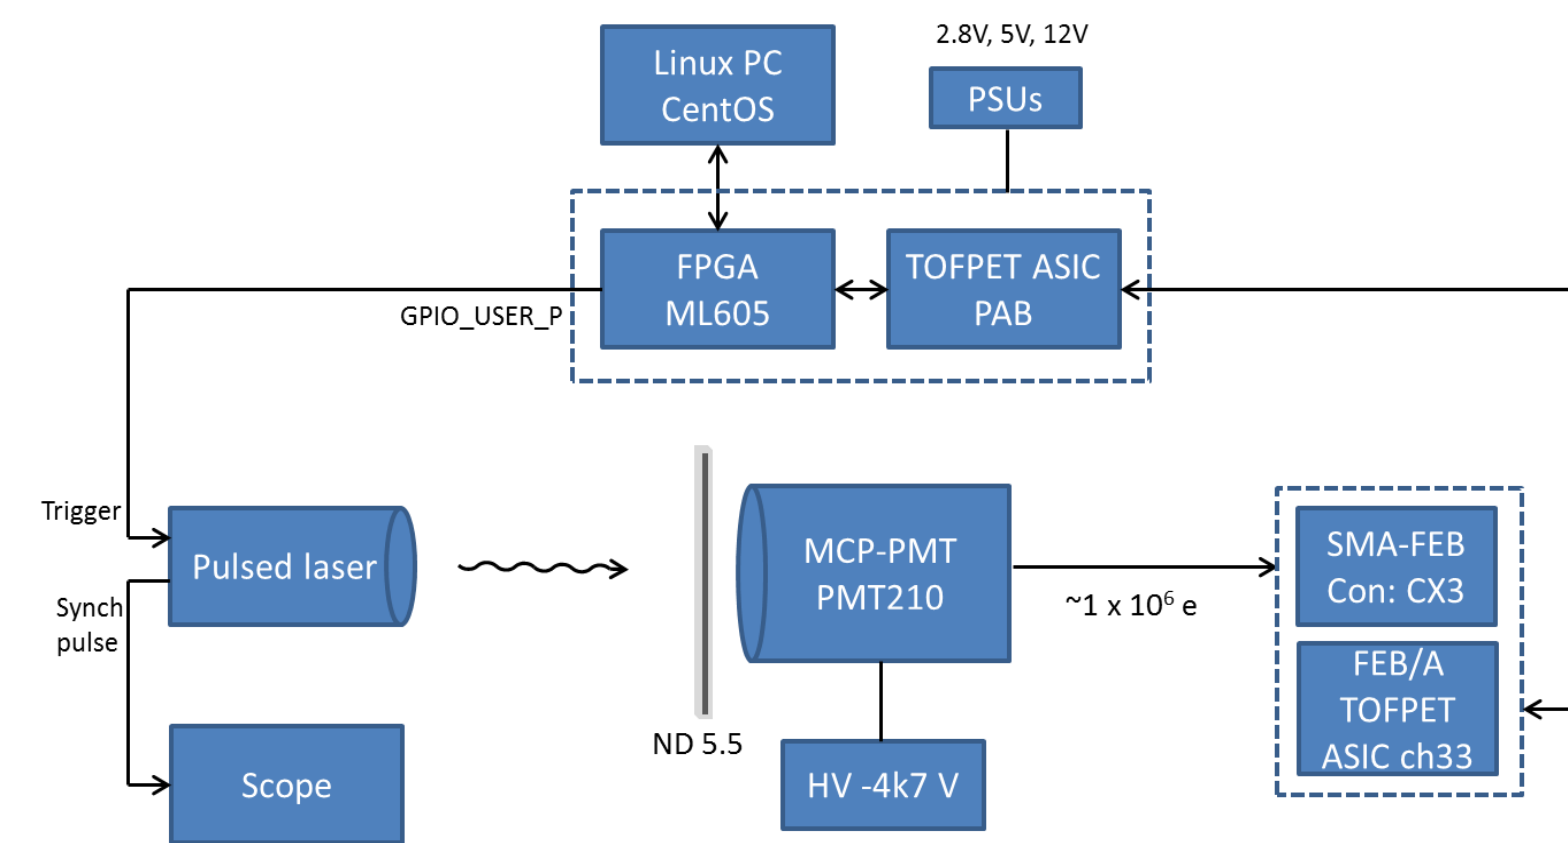 2.8V, 5V, 12V
Linux PC
CentOS
PSUs
FPGA
ML605
TOFPET ASIC
PAB
GPIO_USER_P
Trigger
Pulsed laser
Synch
pulse
Scope
ND 5.5
MCP-PMT
PMT210
HV -4k7 V
~1 x 10⁶ e
SMA-FEB
Con: CX3
FEB/A
TOFPET
ASIC ch33